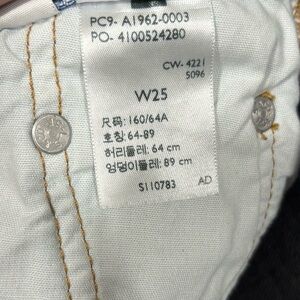 PC9- A1962-0003
PO- 4100524280
CW- 4221
5096
W25
尺码: 160/64A
호칭: 64-89
허리둘레: 64 cm
엉덩이둘레: 89 cm
S110783 AD